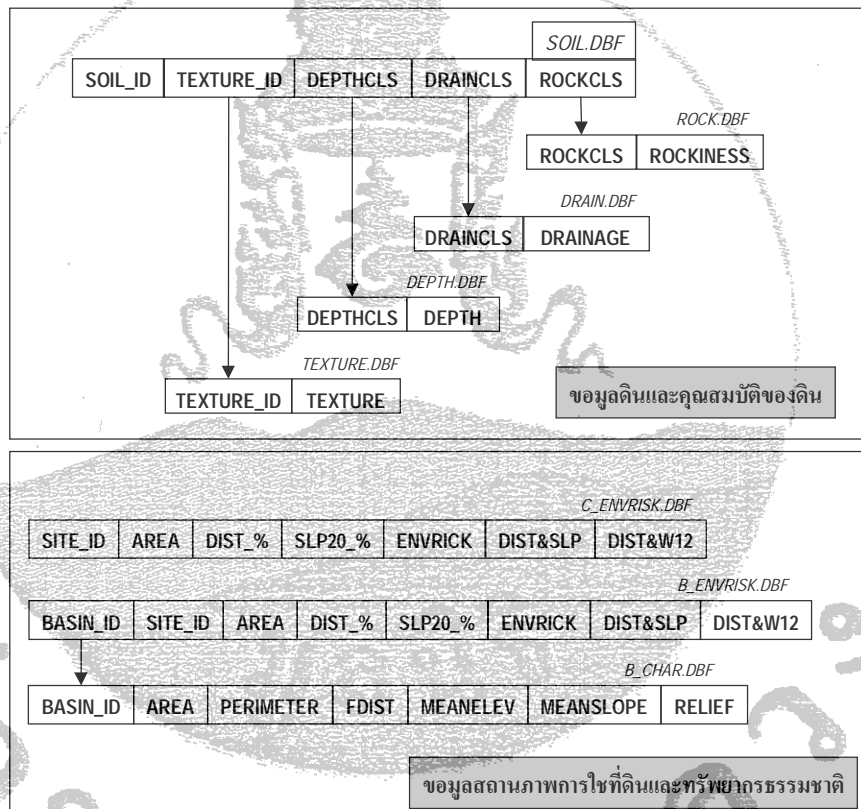 SOIL.DBF
SOIL_ID TEXTURE_ID DEPTHCLS DRAINCLS ROCKCLS
ROCK.DBF
ROCKCLS ROCKINESS
DRAIN.DBF
DRAINCLS DRAINAGE
DEPTH.DBF
DEPTHCLS DEPTH
TEXTURE.DBF
TEXTURE_ID TEXTURE
ขอมูลดินและคุณสมบัติของดิน
C_ENVRISK.DBF
SITE_ID AREA DIST_% SLP20_% ENVRICK DIST&SLP DIST&W12
B_ENVRISK.DBF
BASIN_ID SITE_ID AREA DIST_% SLP20_% ENVRICK DIST&SLP DIST&W12
B_CHAR.DBF
BASIN_ID AREA PERIMETER FDIST MEANELEV MEANSLOPE RELIEF
ขอมูลสถานภาพการใชที่ดินและทรัพยากรธรรมชาติ